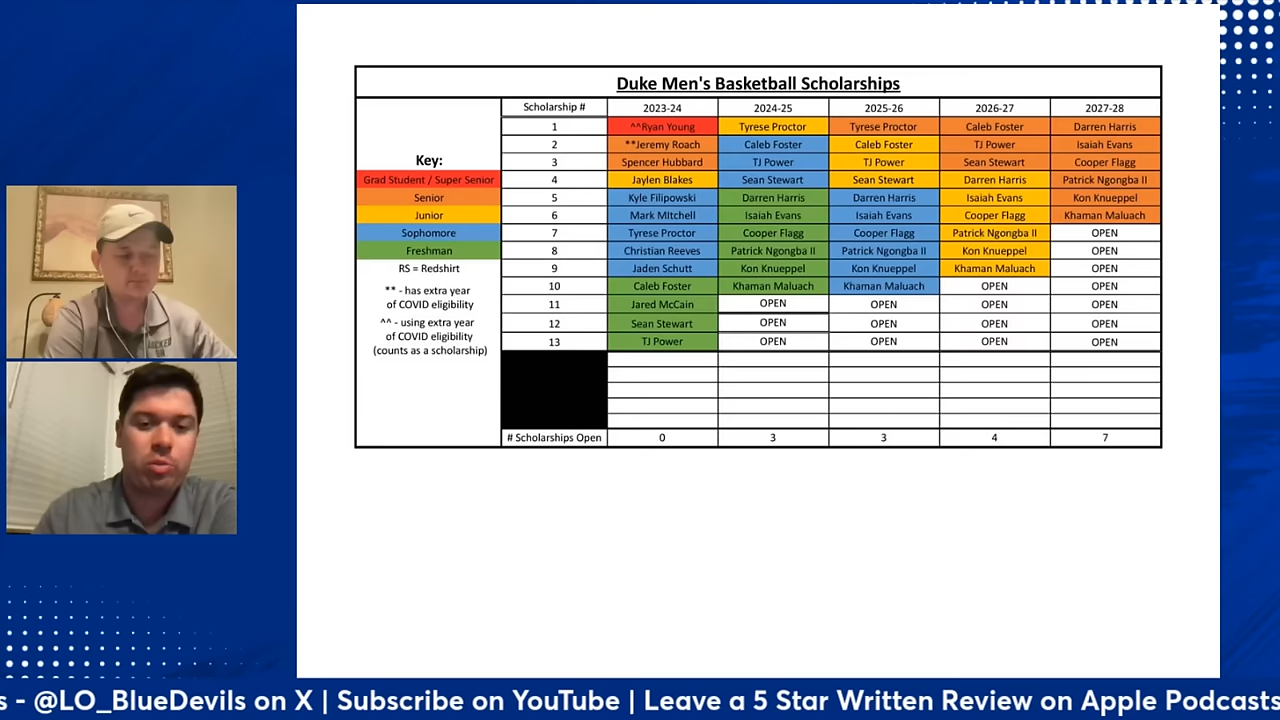 Duke Men's Basketball Scholarships
Scholarship # 2023-24 2024-25 2025-26 2026-27 2027-28
1 ^^Ryan Young Tyrese Proctor Tyrese Proctor Caleb Foster Darren Harris
2 **Jeremy Roach Caleb Foster Caleb Foster TJ Power Isaiah Evans
Key: 3 Spencer Hubbard TJ Power TJ Power Sean Stewart Cooper Flagg
Grad Student / Super Senior 4 Jaylen Blakes Sean Stewart Sean Stewart Darren Harris Patrick Ngongba II
Senior 5 Kyle Filipowski Darren Harris Darren Harris Isaiah Evans Kon Knueppel
Junior 6 Mark MItchell Isaiah Evans Isaiah Evans Cooper Flagg Khaman Maluach
Sophomore 7 Tyrese Proctor Cooper Flagg Cooper Flagg Patrick Ngongba II OPEN
Freshman 8 Christian Reeves Patrick Ngongba II Patrick Ngongba II Kon Knueppel OPEN
RS = Redshirt 9 Jaden Schutt Kon Knueppel Kon Knueppel Khaman Maluach OPEN
** - has extra year 10 Caleb Foster Khaman Maluach Khaman Maluach OPEN OPEN
of COVID eligibility 11 Jared McCain OPEN OPEN OPEN OPEN
^^ - using extra year 12 Sean Stewart OPEN OPEN OPEN OPEN
of COVID eligibility 13 TJ Power OPEN OPEN OPEN OPEN
(counts as a scholarship)
# Scholarships Open 0 3 3 4 7
s - @LO_BlueDevils on X | Subscribe on YouTube | Leave a 5 Star Written Review on Apple Podcasts